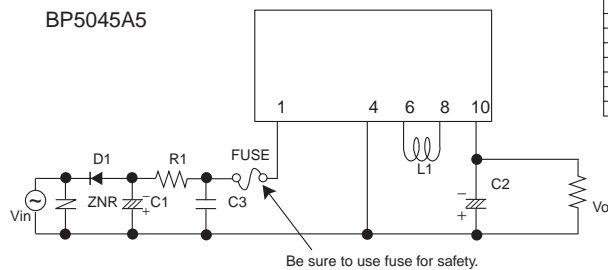 BP5045A5
1 4 6 8 10
L1
D1 R1 FUSE
Vin ZNR − + C1 C3 − + C2 Vo
Be sure to use fuse for safety.